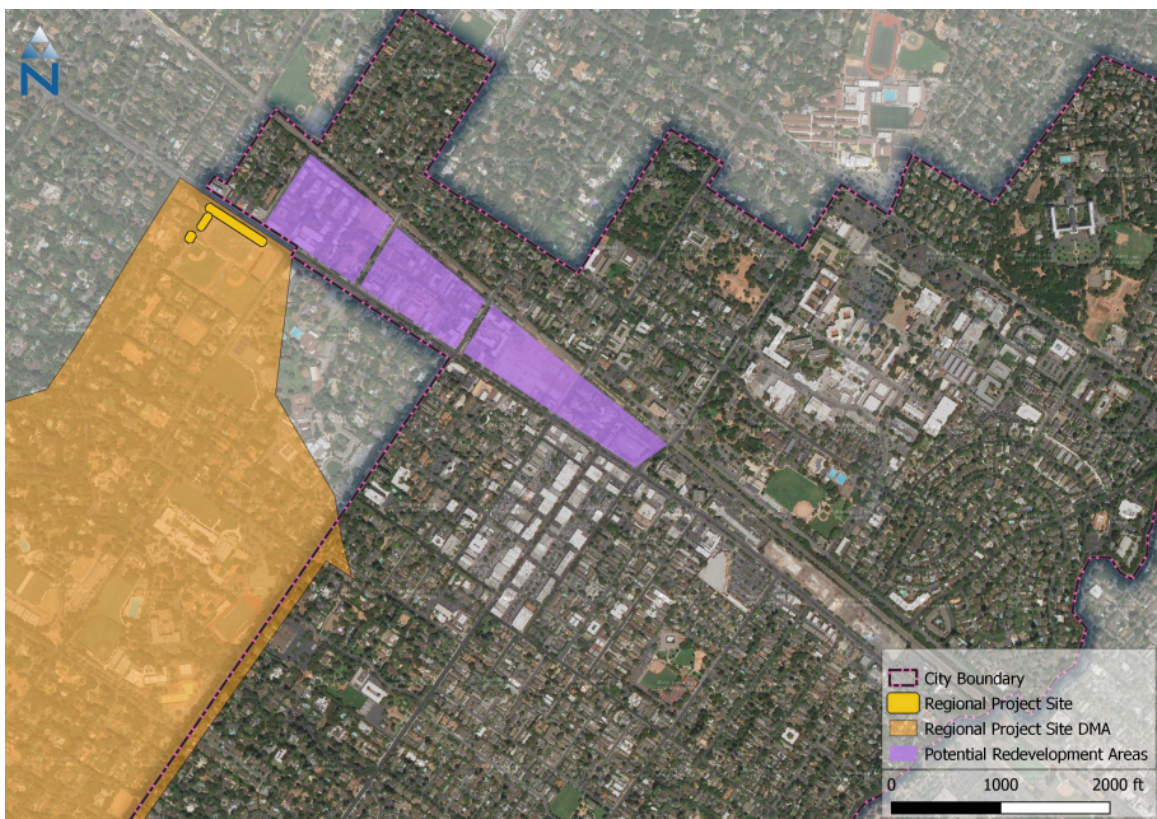 N
City Boundary
Regional Project Site
Regional Project Site DMA
Potential Redevelopment Areas
0 1000 2000 ft